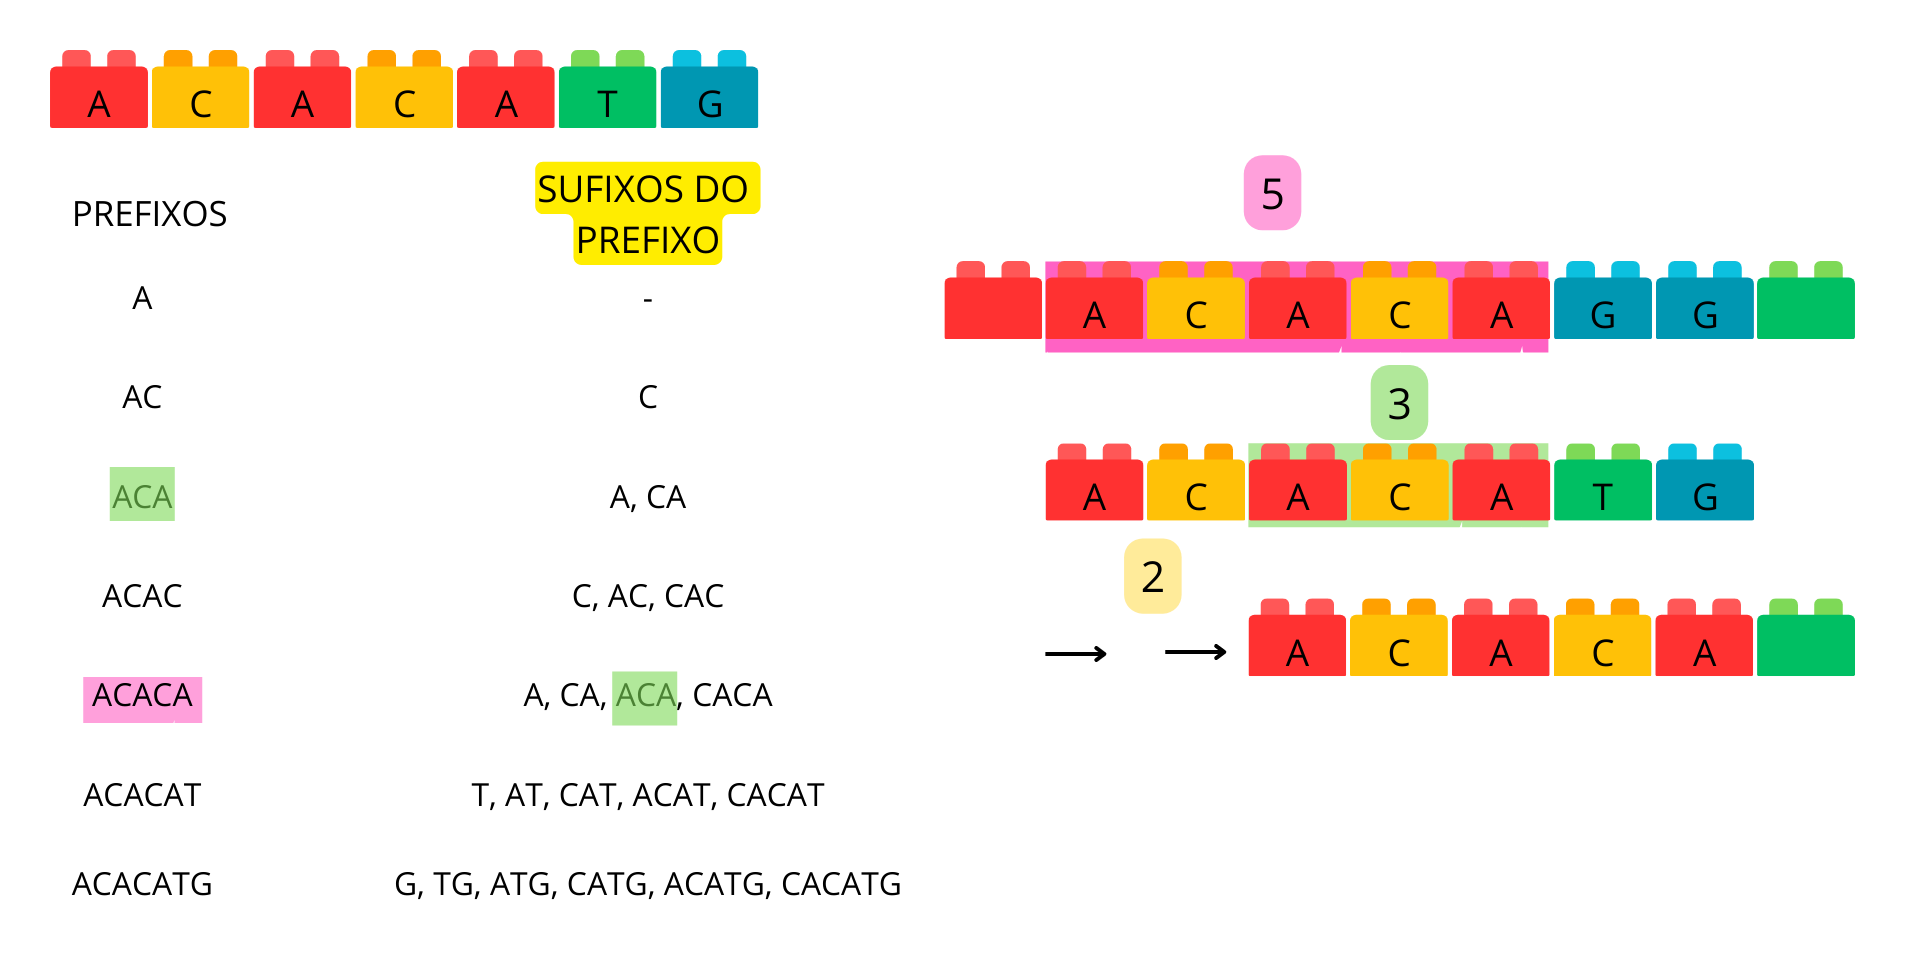 A C A C A T G
PREFIXOS
SUFIXOS DO
PREFIXO
A
-
AC
C
ACA
A, CA
ACAC
C, AC, CAC
ACACA
A, CA, ACA, CACA
ACACAT
T, AT, CAT, ACAT, CACAT
ACACATG
G, TG, ATG, CATG, ACATG, CACATG
5
A C A C A G G
3
A C A C A T G
2
A C A C A